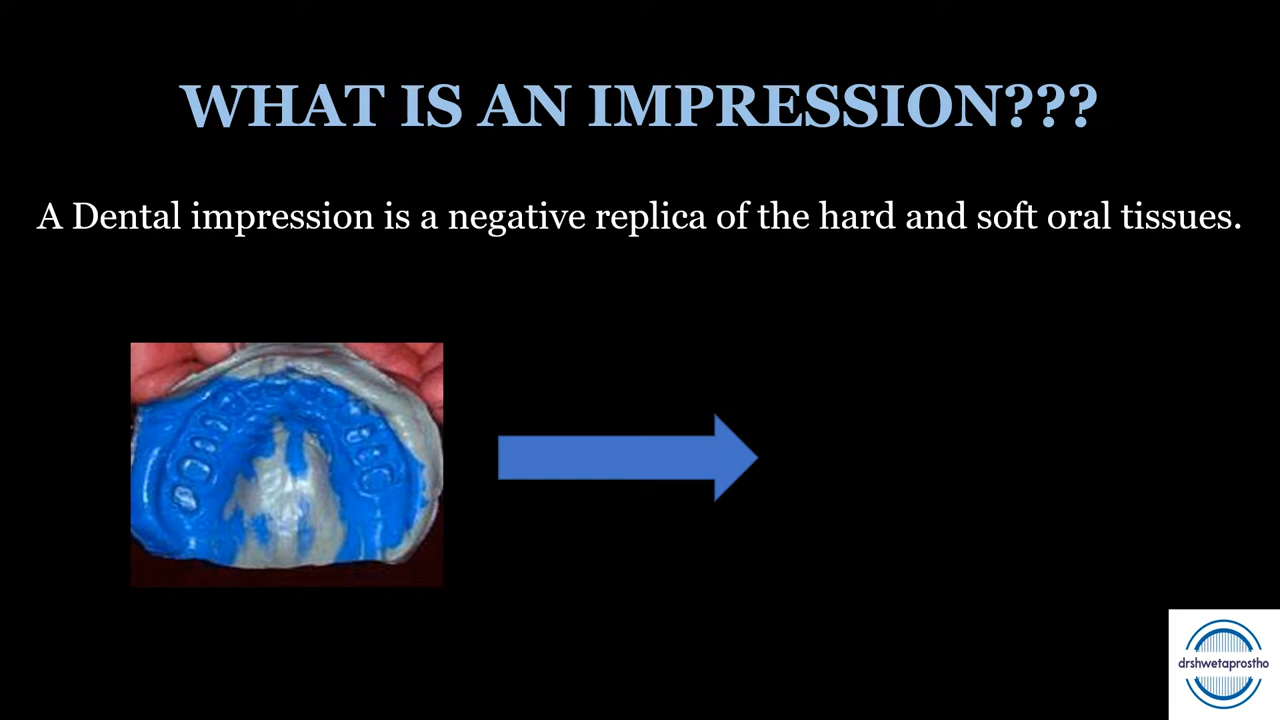 WHAT IS AN IMPRESSION???
A Dental impression is a negative replica of the hard and soft oral tissues.
drshwetaprostho